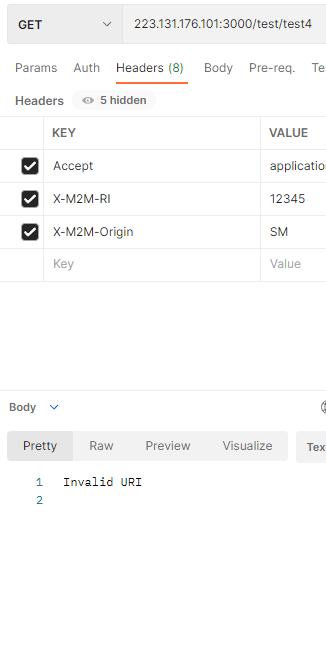 GET 223.131.176.101:3000/test/test4
Params Auth Headers (8) Body Pre-req. Te
Headers 5 hidden
KEY VALUE
Accept application
X-M2M-RI 12345
X-M2M-Origin SM
Key Value
Body
Pretty Raw Preview Visualize Tex
1 Invalid URI
2